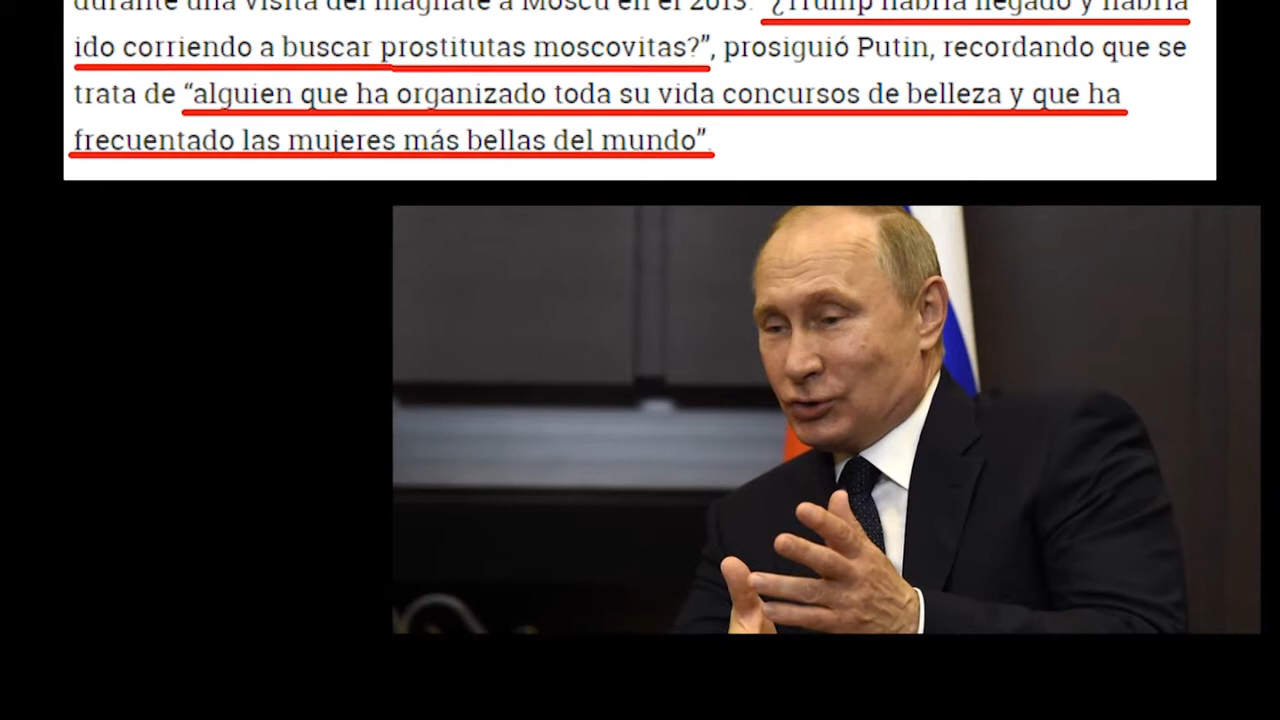 durante una visita del magnate a Moscú en el 2013. “¿Trump habría llegado y habría
ido corriendo a buscar prostitutas moscovitas?”, prosiguió Putin, recordando que se
trata de “alguien que ha organizado toda su vida concursos de belleza y que ha
frecuentado las mujeres más bellas del mundo”.